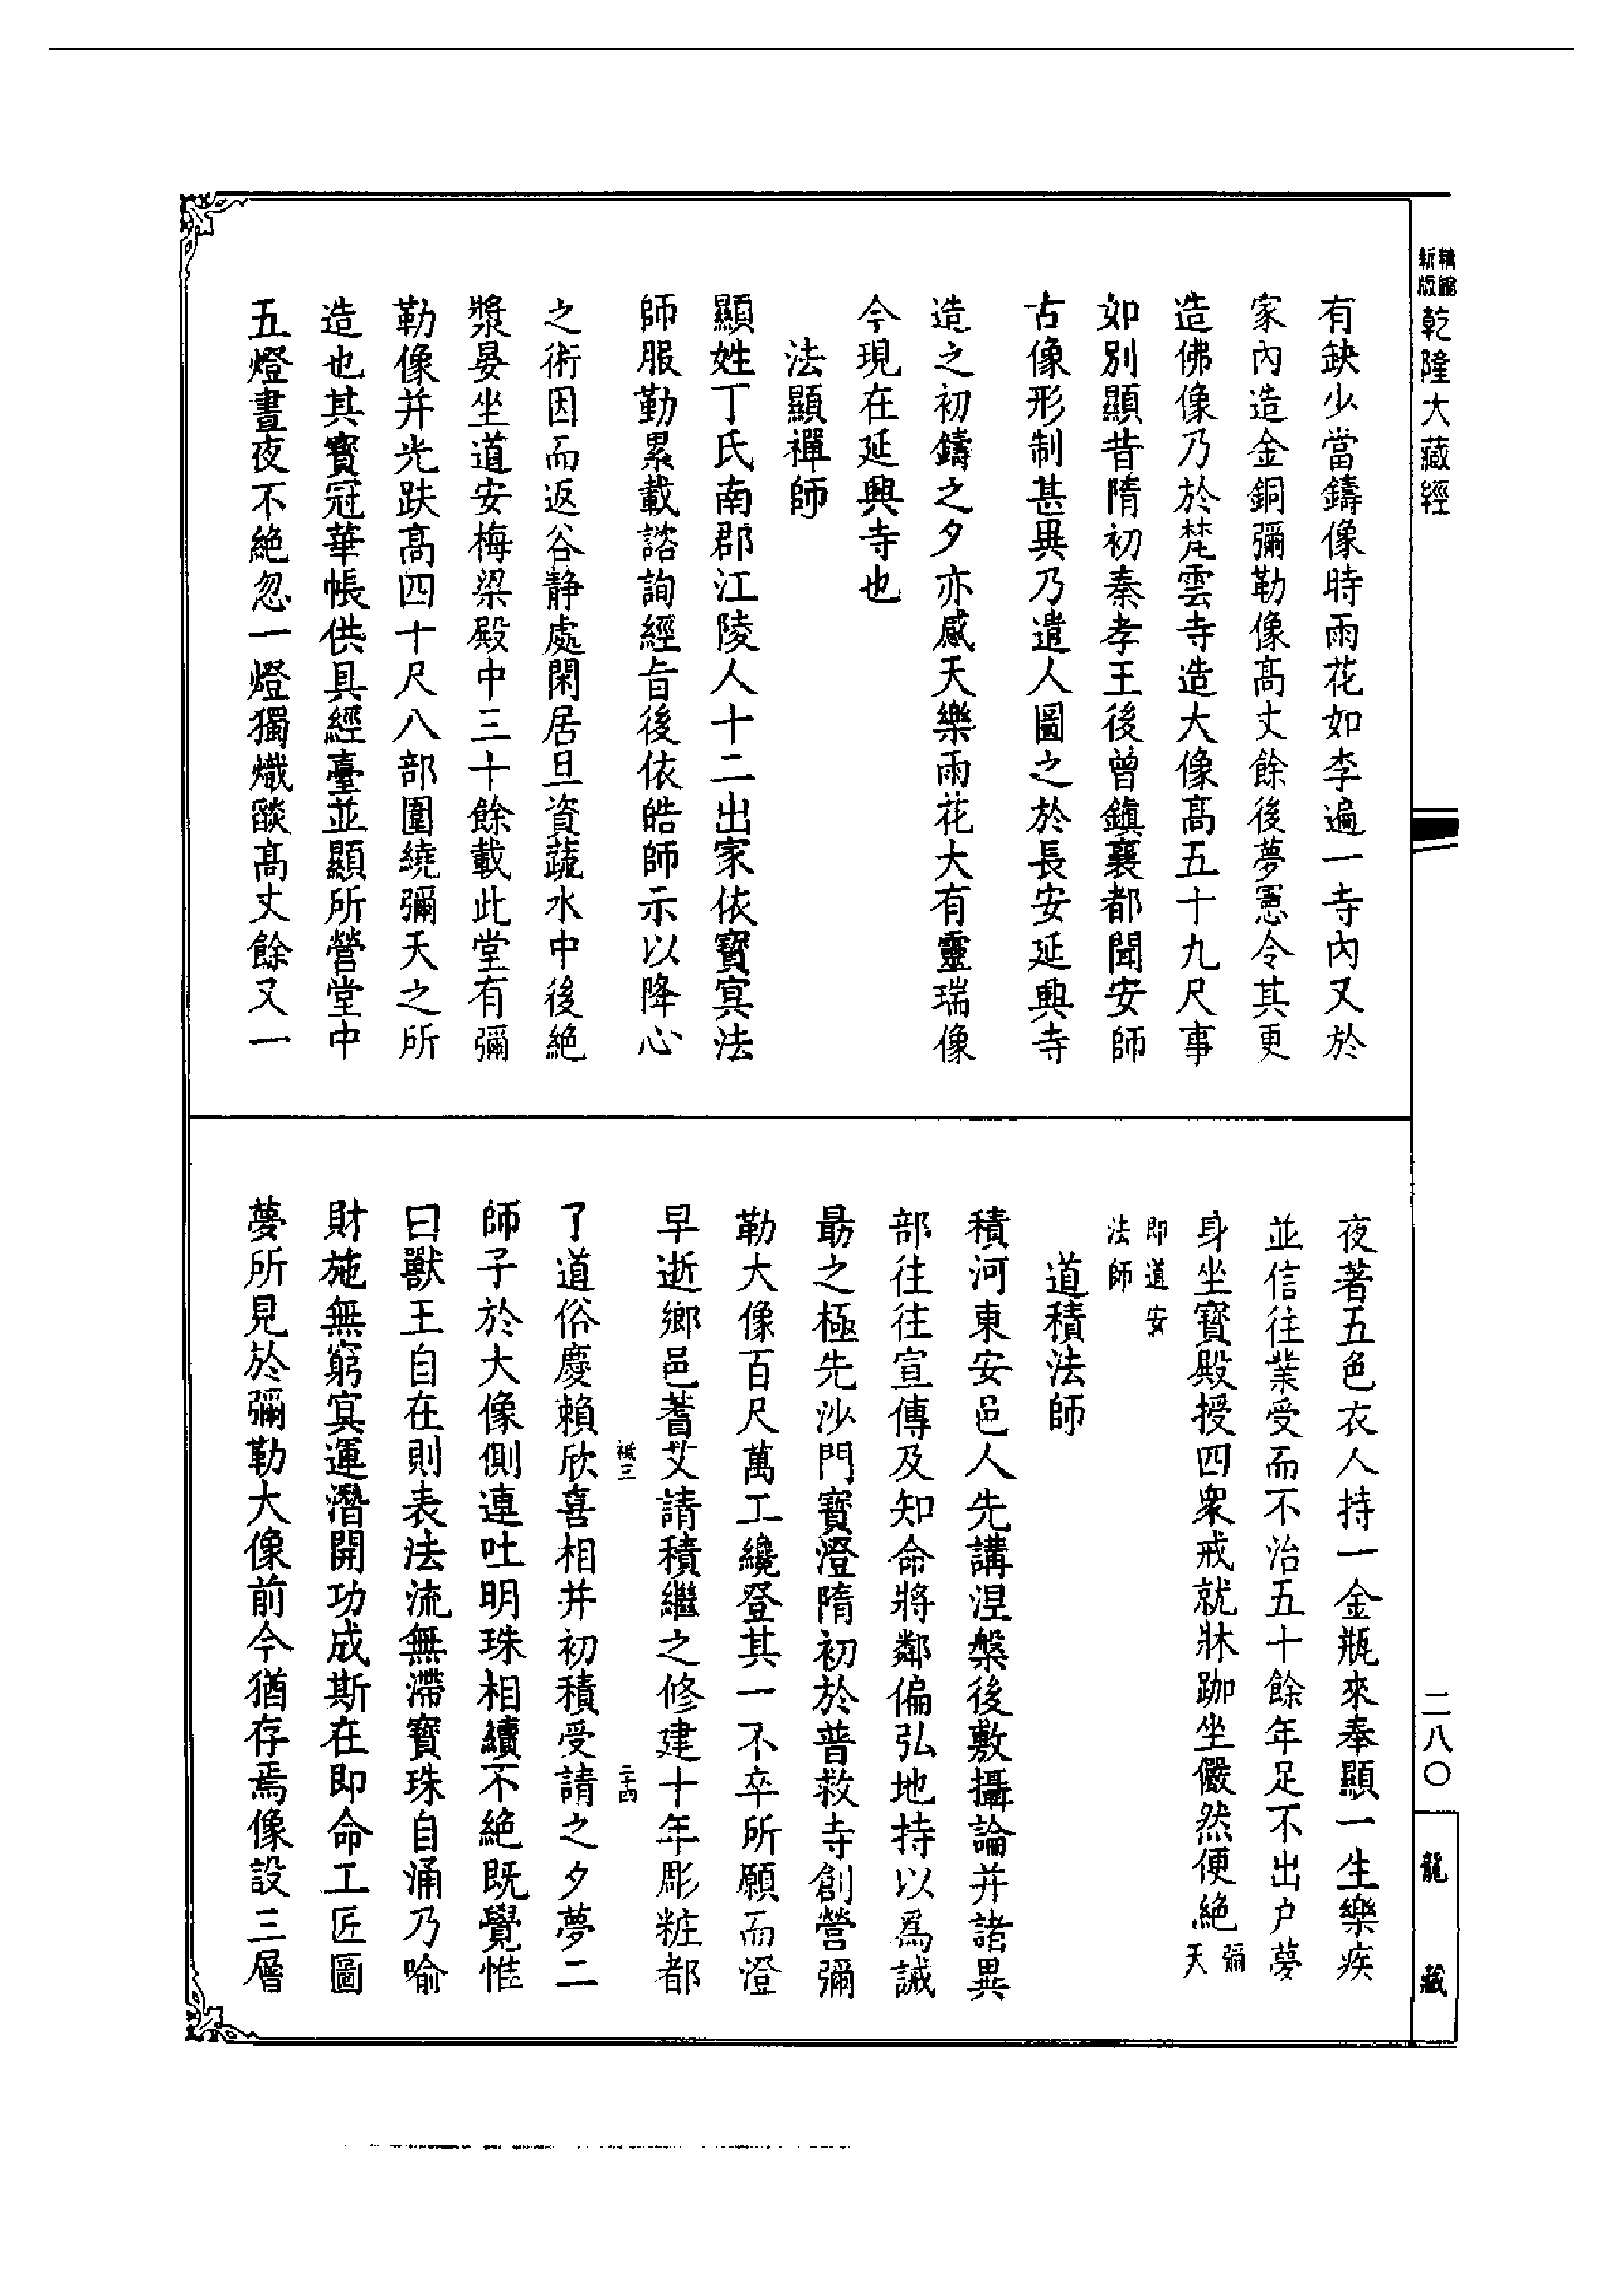 新版
乾隆大藏經
有缺少當鑄像時雨花如李遍一寺內又於
家內造金銅彌勒像髙丈餘後夢憲令其更
造佛像乃於梵雲寺造大像髙五十九尺事
如別顯昔隋初秦孝王後曾鎮襄都聞安師
古像形制甚異乃遣人圖之於長安延興寺
造之初鑄之夕亦感天樂雨花大有靈瑞像
今現在延興寺也
法顯禪師
顯姓丁氏南郡江陵人十二出家依寶冥法
師服勤累載諮詢經旨後依皓師示以降心
之術因而返谷靜處閑居旦資蔬水中後絕
漿晏坐道安梅梁殿中三十餘載此堂有彌
勒像并光趺髙四十尺八部圍繞彌天之所
造也其寶冠華帳供具經臺並顯所營堂中
五燈晝夜不絕忽一燈獨熾燄髙丈餘又一
夜著五色衣人持一金瓶來奉顯一生樂疾
並信往業受而不治五十餘年足不出户夢
身坐寶殿授四衆戒就牀跏坐儼然便絕彌天
即道安法師
道積法師
積河東安邑人先講涅槃後敷攝論并諸異
部往往宣傳及知命將鄰偏弘地持以為誡
最之極先沙門寶澄隋初於普救寺創營彌
勒大像百尺萬工纔登其一不卒所願而澄
早逝鄉邑耆艾請積繼之修建十年彫粧都
祗三
二十四
了道俗慶賴欣喜相并初積受請之夕夢二
師子於大像側連吐明珠相續不絕既覺惟
曰獸王自在則表法流無滯寶珠自涌乃喻
財施無窮冥運潛開功成斯在即命工匠圖
夢所見於彌勒大像前今猶存焉像設三層
二八〇
龍藏